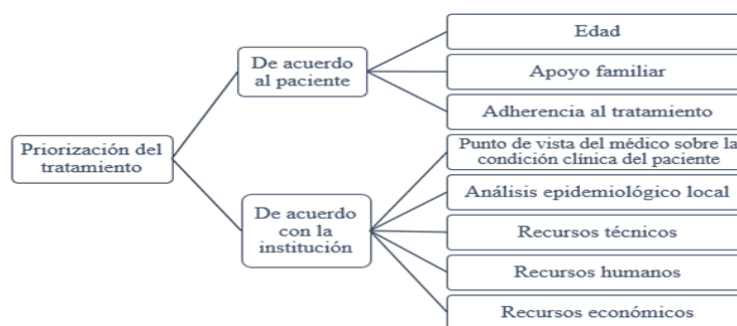 Priorización del
tratamiento
De acuerdo
al paciente
Edad
Apoyo familiar
Adherencia al tratamiento
De acuerdo
con la
institución
Punto de vista del médico sobre la
condición clínica del paciente
Análisis epidemiológico local
Recursos técnicos
Recursos humanos
Recursos económicos